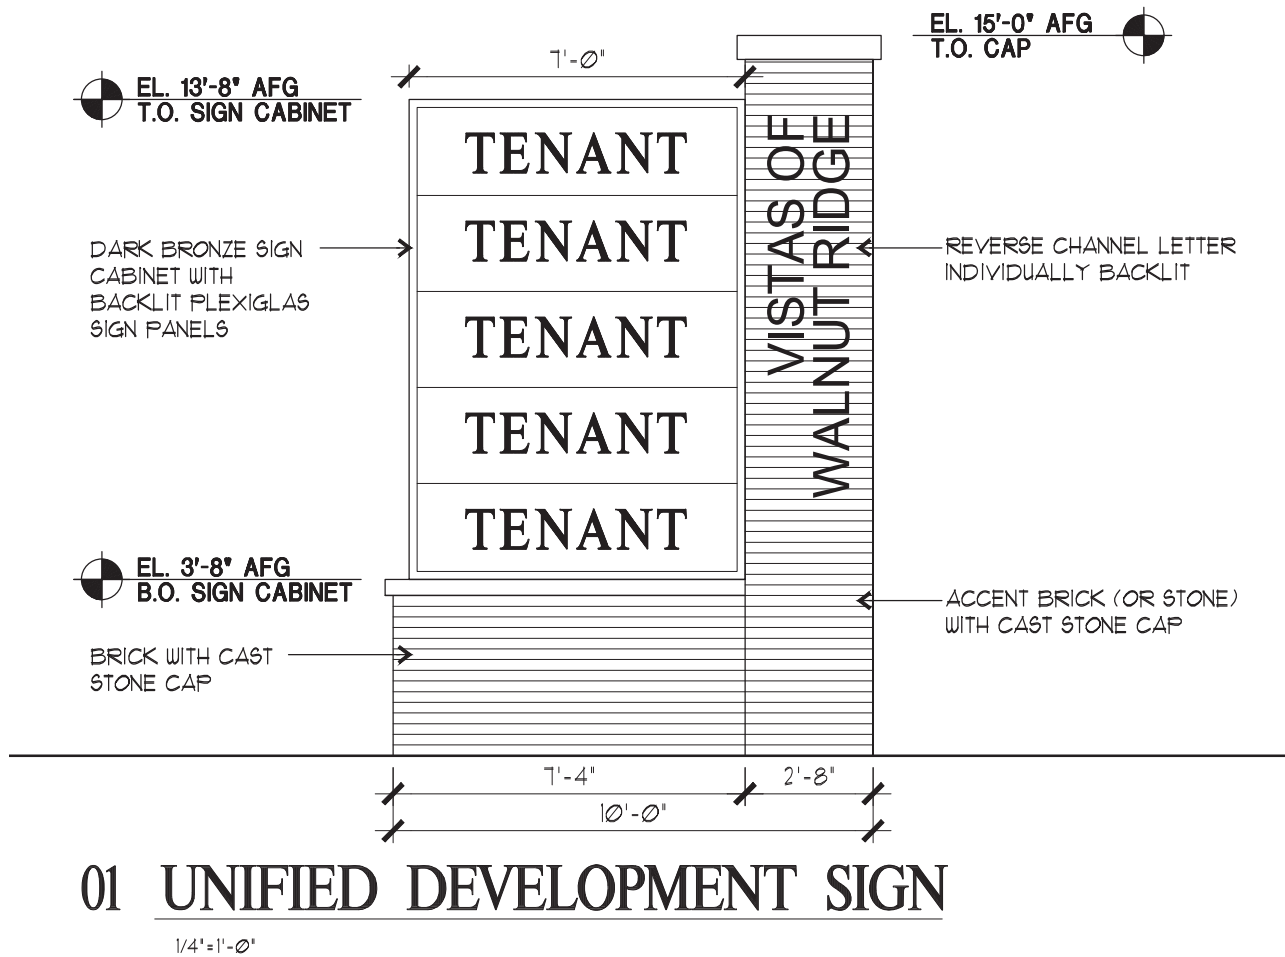 EL. 15'-0" AFG
T.O. CAP
7'-0"
EL. 13'-8" AFG
T.O. SIGN CABINET
TENANT
TENANT
TENANT
TENANT
TENANT
VISTAS OF
WALNUT RIDGE
DARK BRONZE SIGN
CABINET WITH
BACKLIT PLEXIGLAS
SIGN PANELS
REVERSE CHANNEL LETTER
INDIVIDUALLY BACKLIT
EL. 3'-8" AFG
B.O. SIGN CABINET
ACCENT BRICK (OR STONE)
WITH CAST STONE CAP
BRICK WITH CAST
STONE CAP
7'-4"
2'-8"
10'-0"
01 UNIFIED DEVELOPMENT SIGN
1/4"=1'-0"